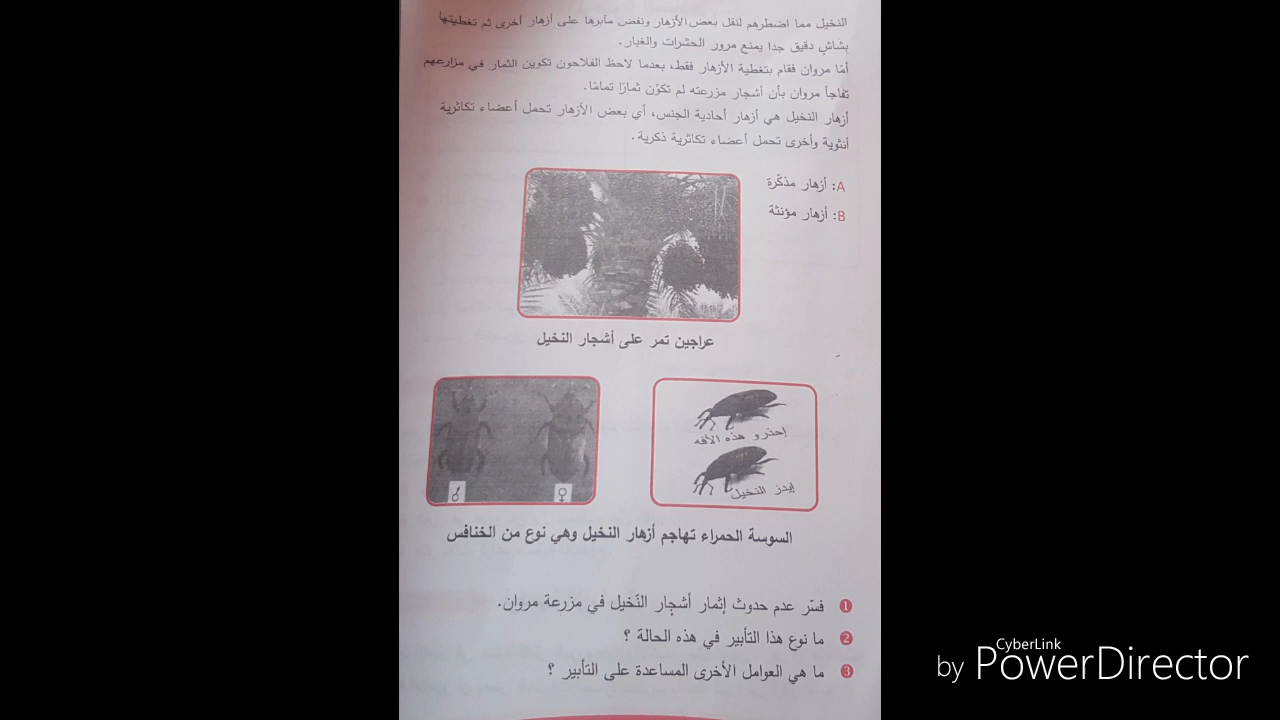 النخيل مما اضطرهم لنقل بعض الأزهار ونفض مآبرها على أزهار أخرى ثم تغطيتها
بشاشٍ دقيق جدا يمنع مرور الحشرات والغبار.
أمّا مروان فقام بتغطية الأزهار فقط، بعدما لاحظ الفلاحون تكوين الثمار في مزارعهم
تفاجأ مروان بأن أشجار مزرعته لم تكوّن ثمارًا تمامًا.
أزهار النخيل هي أزهار أحادية الجنس، أي بعض الأزهار تحمل أعضاء تكاثرية
أنثوية وأخرى تحمل أعضاء تكاثرية ذكرية.
A: أزهار مذكّرة
B: أزهار مؤنثة
عراجين تمر على أشجار النخيل
إحذرو هذه الآفه
إيدز النخيل
♂ ♀
السوسة الحمراء تهاجم أزهار النخيل وهي نوع من الخنافس
1 فسّر عدم حدوث إثمار أشجار النّخيل في مزرعة مروان.
2 ما نوع هذا التأبير في هذه الحالة ؟
3 ما هي العوامل الأخرى المساعدة على التأبير ؟
CyberLink
by PowerDirector